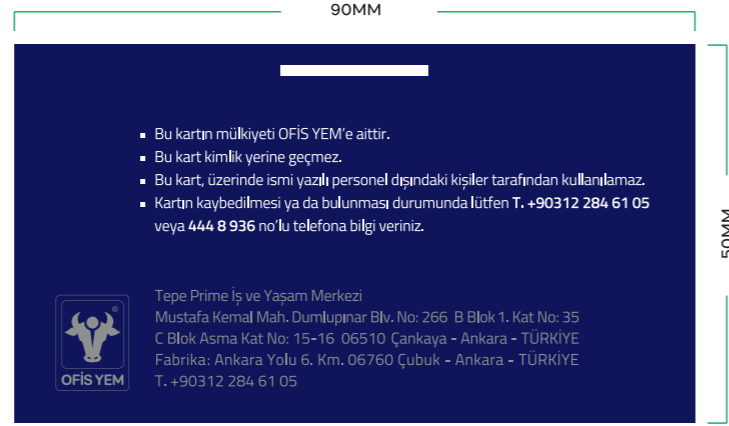 90MM
Bu kartın mülkiyeti OFİS YEM'e aittir.
Bu kart kimlik yerine geçmez.
Bu kart, üzerinde ismi yazılı personel dışındaki kişiler tarafından kullanılamaz.
Kartın kaybedilmesi ya da bulunması durumunda lütfen T. +90312 284 61 05
veya 444 8 936 no'lu telefona bilgi veriniz.
50MM
Tepe Prime İş ve Yaşam Merkezi
Mustafa Kemal Mah. Dumlupınar Blv. No: 266 B Blok 1. Kat No: 35
C Blok Asma Kat No: 15-16 06510 Çankaya - Ankara - TÜRKİYE
Fabrika: Ankara Yolu 6. Km. 06760 Çubuk - Ankara - TÜRKİYE
T. +90312 284 61 05
®
OFİS YEM